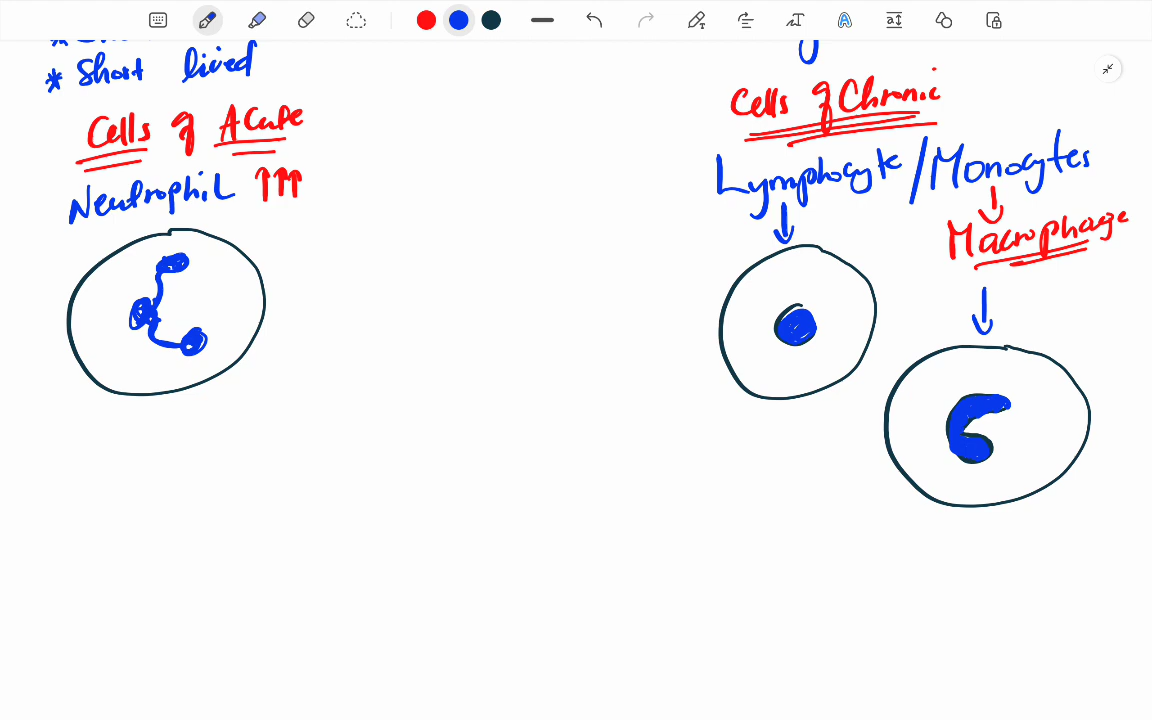 * Short lived
Cells of Acute
Neutrophil ↑↑↑
Cells of Chronic
Lymphocyte / Monocytes
Macrophage